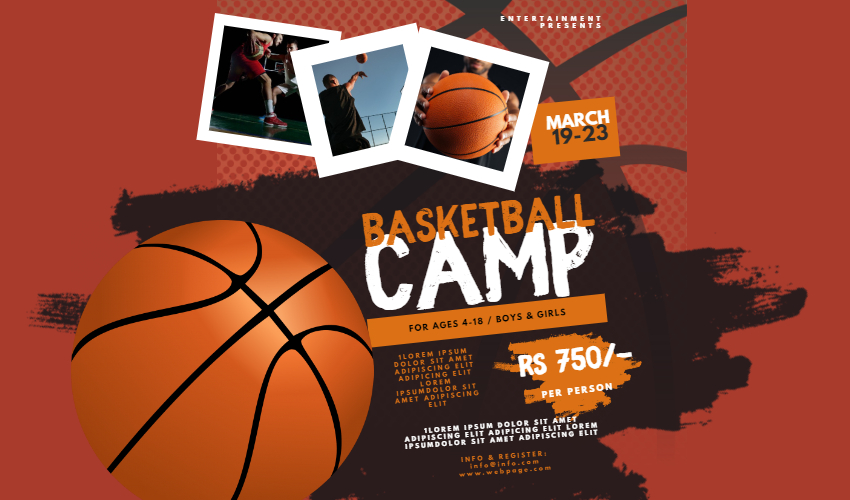 ENTERTAINMENT
PRESENTS
MARCH
19-23
BASKETBALL
CAMP
FOR AGES 4-18 / BOYS & GIRLS
1LOREM IPSUM
DOLOR SIT AMET
ADIPISCING ELIT
ADIPICING ELIT
LOREM
IPSUMDOLOR SIT
AMET ADIPISCING
ELIT
RS 750/-
PER PERSON
1LOREM IPSUM DOLOR SIT AMET
ADIPISCING ELIT ADIPICING ELIT LOREM
IPSUMDOLOR SIT AMET ADIPISCING ELIT
INFO & REGISTER:
info@info.com
www.webpage.com